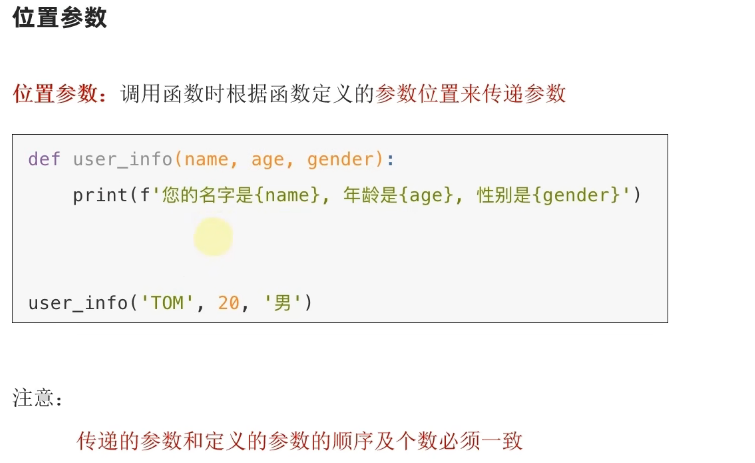 位置参数
位置参数：调用函数时根据函数定义的参数位置来传递参数
def user_info(name, age, gender):
    print(f'您的名字是{name}, 年龄是{age}, 性别是{gender}')
user_info('TOM', 20, '男')
注意：
传递的参数和定义的参数的顺序及个数必须一致